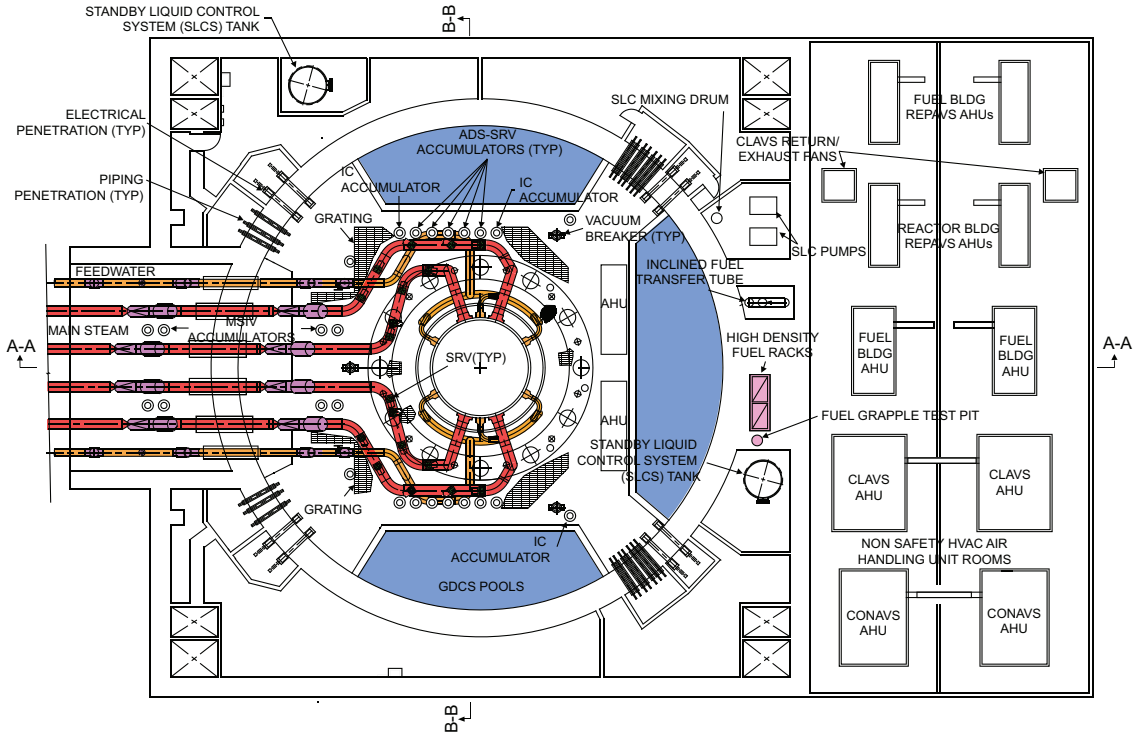 STANDBY LIQUID CONTROL
SYSTEM (SLCS) TANK
B-B
ELECTRICAL
PENETRATION (TYP)
PIPING
PENETRATION (TYP)
ADS-SRV
ACCUMULATORS (TYP)
IC
ACCUMULATOR
IC
ACCUMULATOR
GRATING
VACUUM
BREAKER (TYP)
SLC MIXING DRUM
SLC PUMPS
FUEL BLDG
REPAVS AHUs
CLAVS RETURN/
EXHAUST FANS
REACTOR BLDG
REPAVS AHUs
FEEDWATER
MAIN STEAM
MSIV
ACCUMULATORS
INCLINED FUEL
TRANSFER TUBE
AHU
A-A
SRV(TYP)
HIGH DENSITY
FUEL RACKS
FUEL
BLDG
AHU
FUEL
BLDG
AHU
A-A
AHU
FUEL GRAPPLE TEST PIT
STANDBY LIQUID
CONTROL SYSTEM
(SLCS) TANK
CLAVS
AHU
CLAVS
AHU
GRATING
IC
ACCUMULATOR
GDCS POOLS
NON SAFETY HVAC AIR
HANDLING UNIT ROOMS
CONAVS
AHU
CONAVS
AHU
B-B